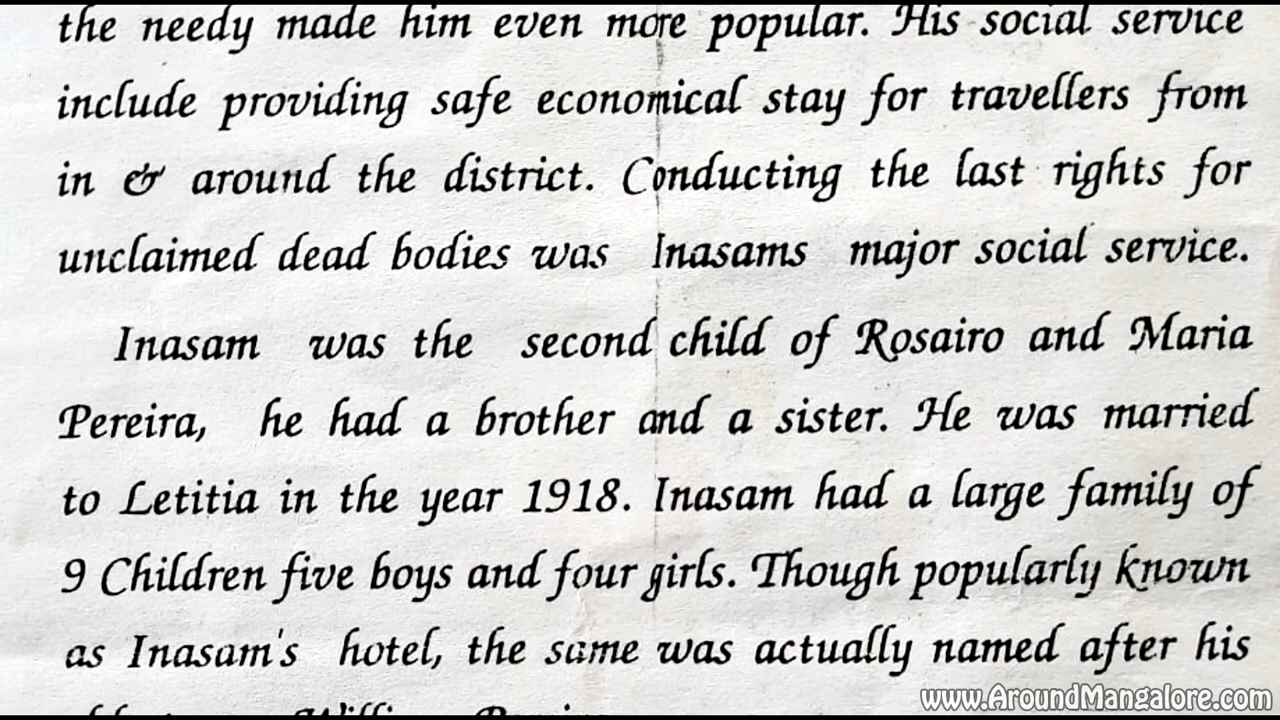 the needy made him even more popular. His social service
include providing safe economical stay for travellers from
in & around the district. Conducting the last rights for
unclaimed dead bodies was Inasams major social service.
Inasam was the second child of Rosairo and Maria
Pereira, he had a brother and a sister. He was married
to Letitia in the year 1918. Inasam had a large family of
9 Children five boys and four girls. Though popularly known
as Inasam's hotel, the same was actually named after his
www.AroundMangalore.com